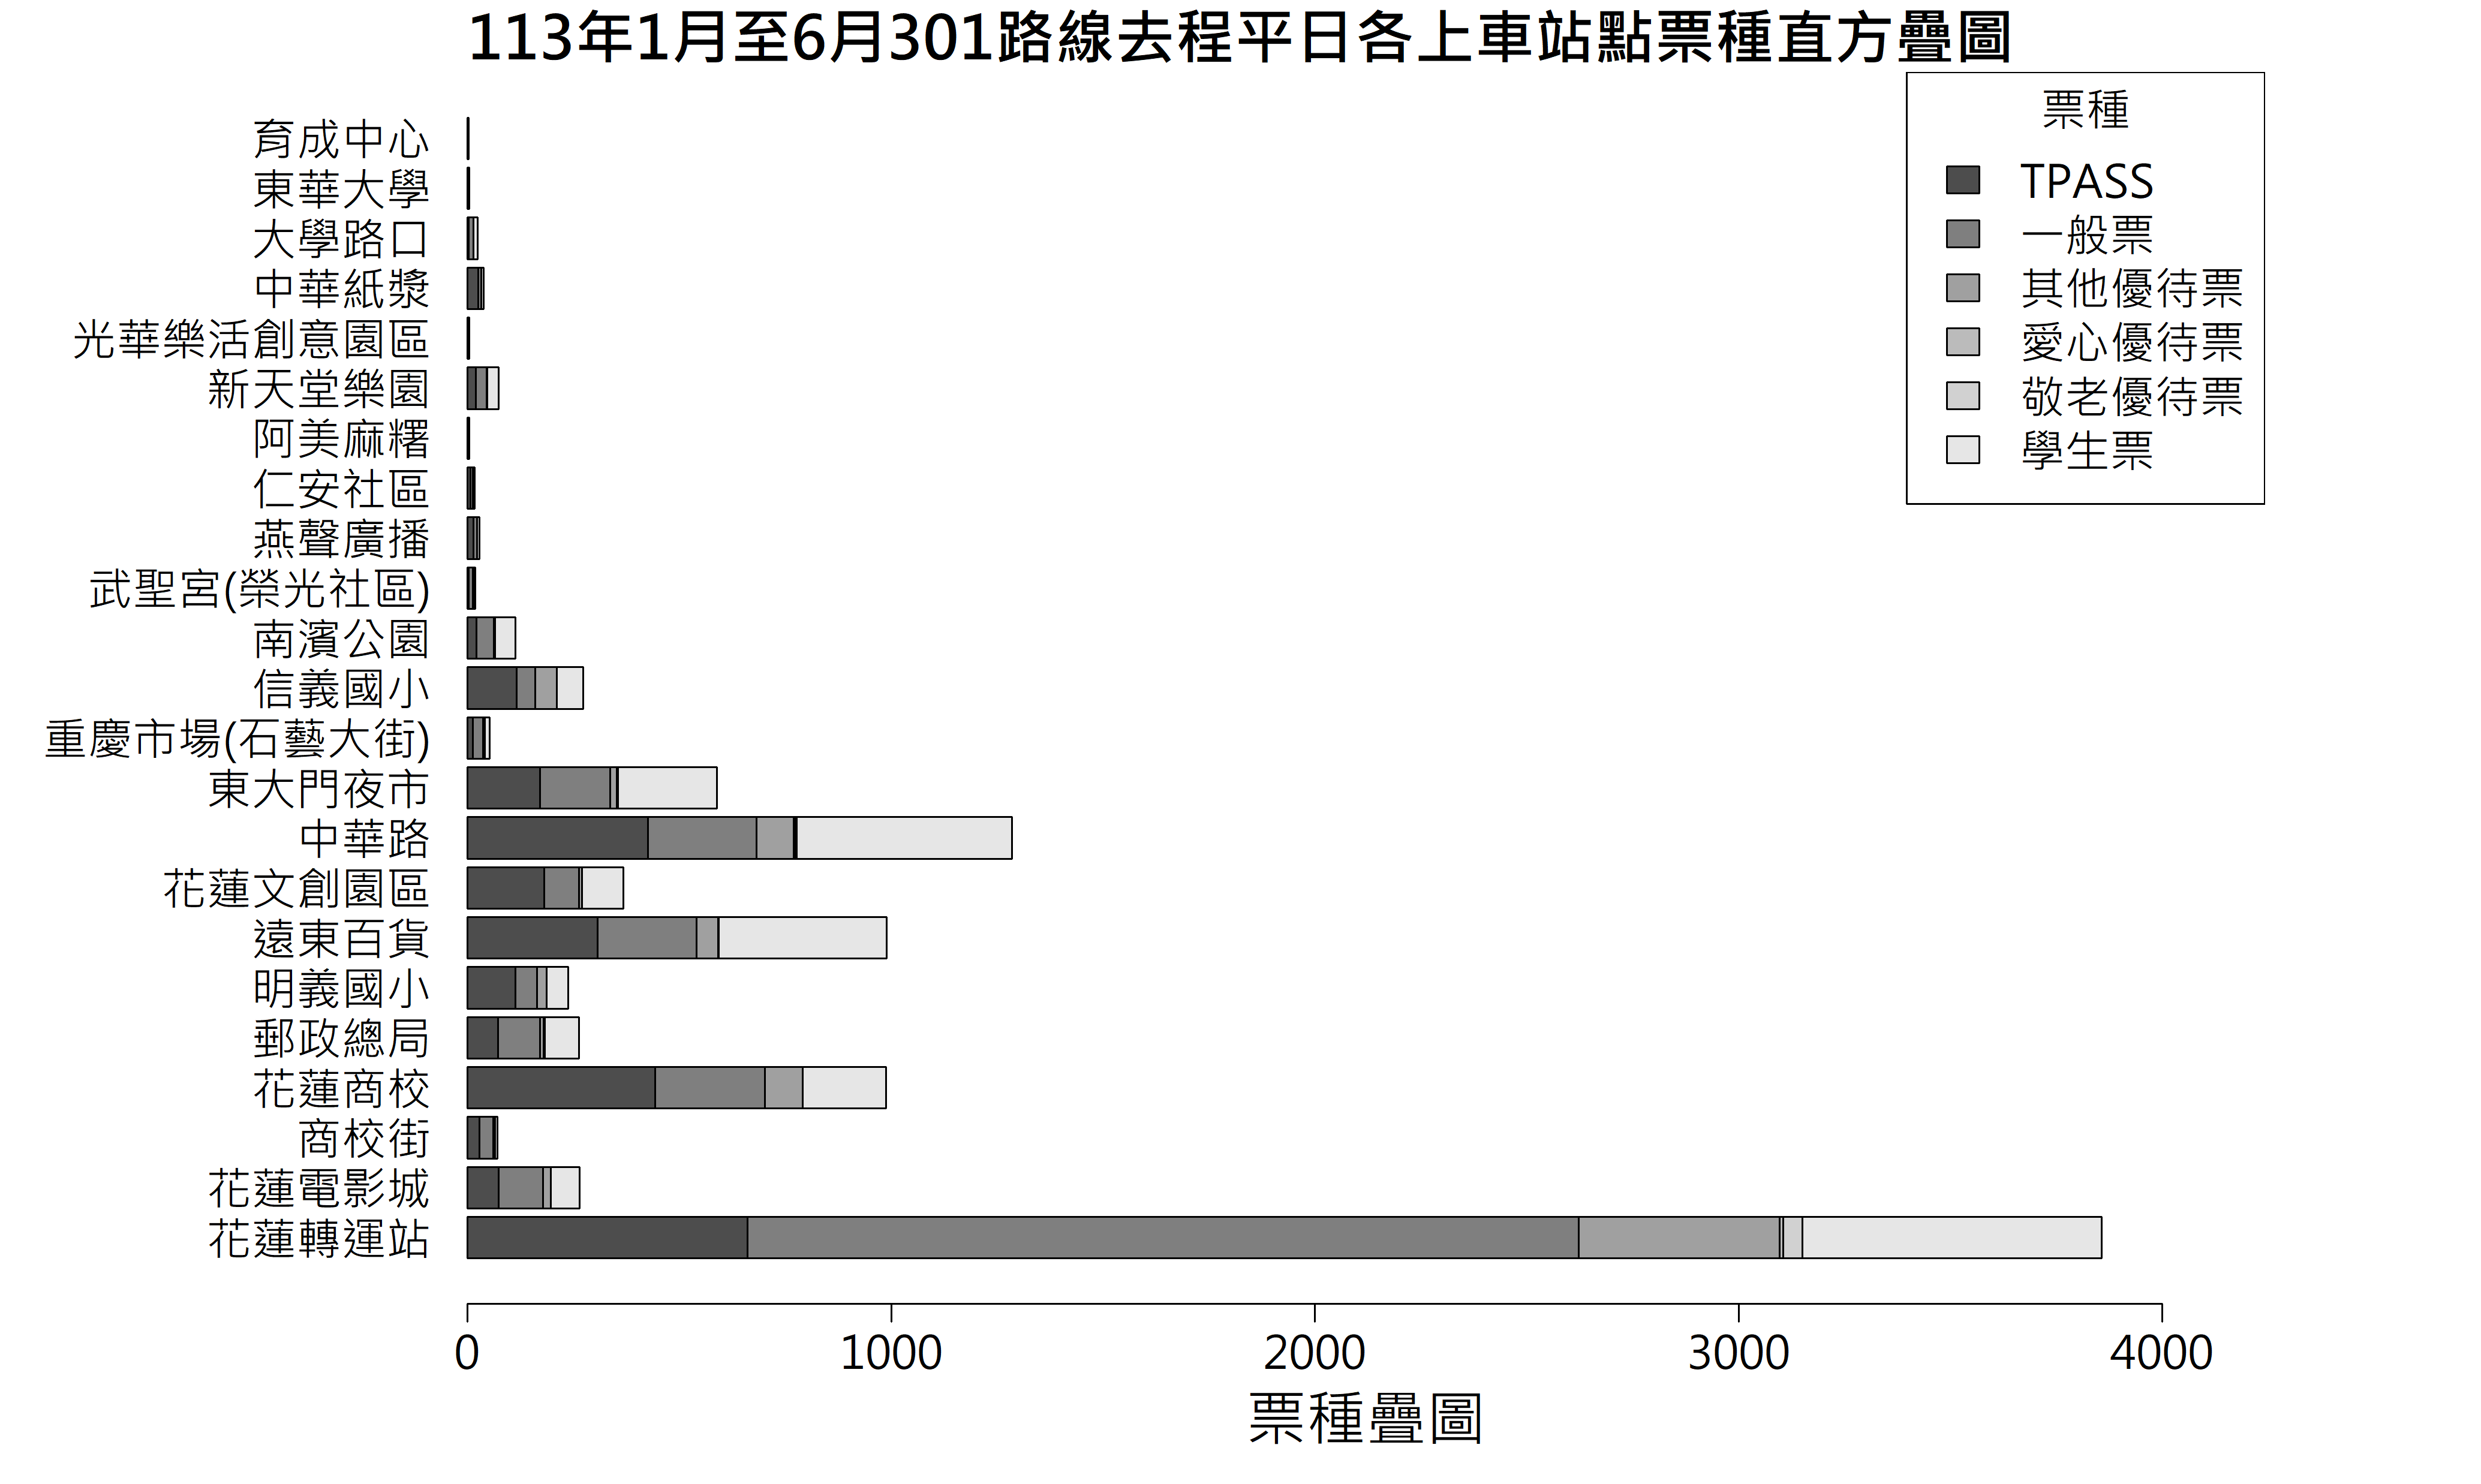 113年1月至6月301路線去程平日各上車站點票種直方疊圖
票種
TPASS
一般票
其他優待票
愛心優待票
敬老優待票
學生票
育成中心
東華大學
大學路口
中華紙漿
光華樂活創意園區
新天堂樂園
阿美麻糬
仁安社區
燕聲廣播
武聖宮(榮光社區)
南濱公園
信義國小
重慶市場(石藝大街)
東大門夜市
中華路
花蓮文創園區
遠東百貨
明義國小
郵政總局
花蓮商校
商校街
花蓮電影城
花蓮轉運站
0 1000 2000 3000 4000
票種疊圖